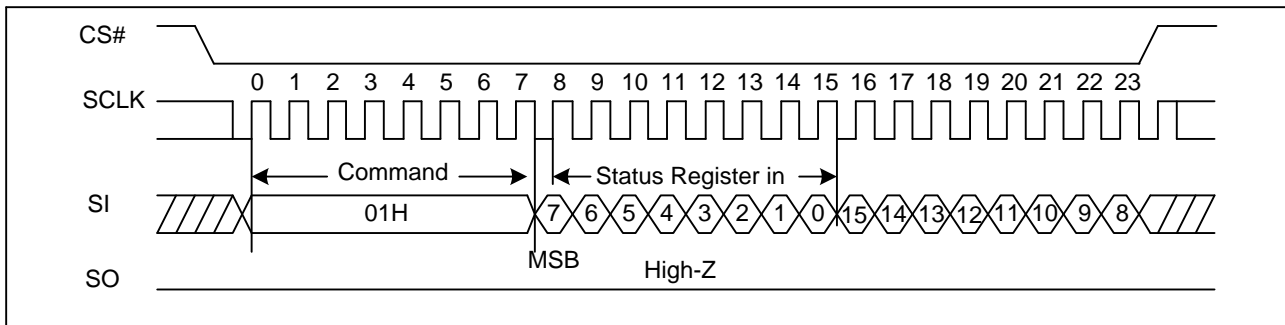 CS#
0 1 2 3 4 5 6 7 8 9 10 11 12 13 14 15 16 17 18 19 20 21 22 23
SCLK
Command Status Register in
SI 01H 7 6 5 4 3 2 1 0 15 14 13 12 11 10 9 8
MSB
SO High-Z